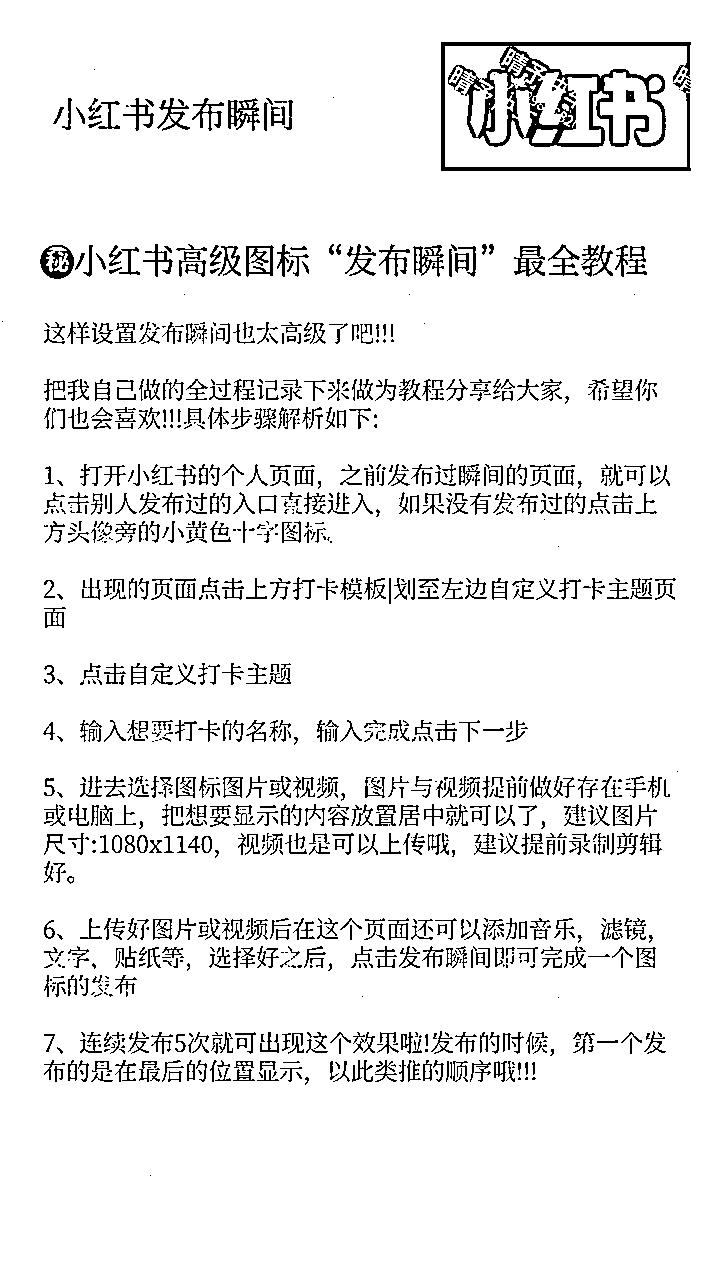 小红书发布瞬间
小红书
㊙小红书高级图标“发布瞬间”最全教程
这样设置发布瞬间也太高级了吧!!!
把我自己做的全过程记录下来做为教程分享给大家，希望你
们也会喜欢!!!具体步骤解析如下:
1、打开小红书的个人页面，之前发布过瞬间的页面，就可以
点击别人发布过的入口直接进入，如果没有发布过的点击上
方头像旁的小黄色十字图标。
2、出现的页面点击上方打卡模板|划至左边自定义打卡主题页
面
3、点击自定义打卡主题
4、输入想要打卡的名称，输入完成点击下一步
5、进去选择图标图片或视频，图片与视频提前做好存在手机
或电脑上，把想要显示的内容放置居中就可以了，建议图片
尺寸:1080x1140，视频也是可以上传哦，建议提前录制剪辑
好。
6、上传好图片或视频后在这个页面还可以添加音乐，滤镜，
文字、贴纸等，选择好之后，点击发布瞬间即可完成一个图
标的发布
7、连续发布5次就可出现这个效果啦!发布的时候，第一个发
布的是在最后的位置显示，以此类推的顺序哦!!!